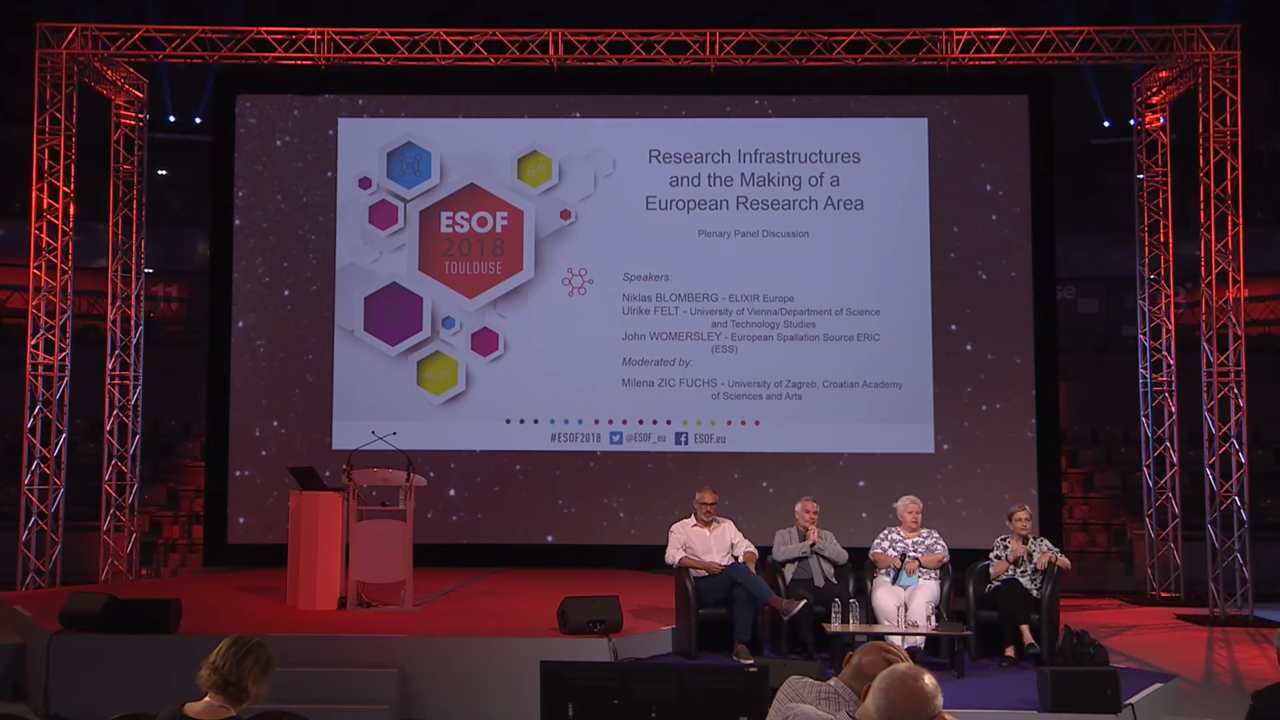 ESOF
2018
TOULOUSE
Research Infrastructures
and the Making of a
European Research Area
Plenary Panel Discussion
Speakers:
Niklas BLOMBERG - ELIXIR Europe
Ulrike FELT - University of Vienna/Department of Science
and Technology Studies
John WOMERSLEY - European Spallation Source ERIC
(ESS)
Moderated by:
Milena ZIC FUCHS - University of Zagreb, Croatian Academy
of Sciences and Arts
#ESOF2018 @ESOF_eu ESOF.eu